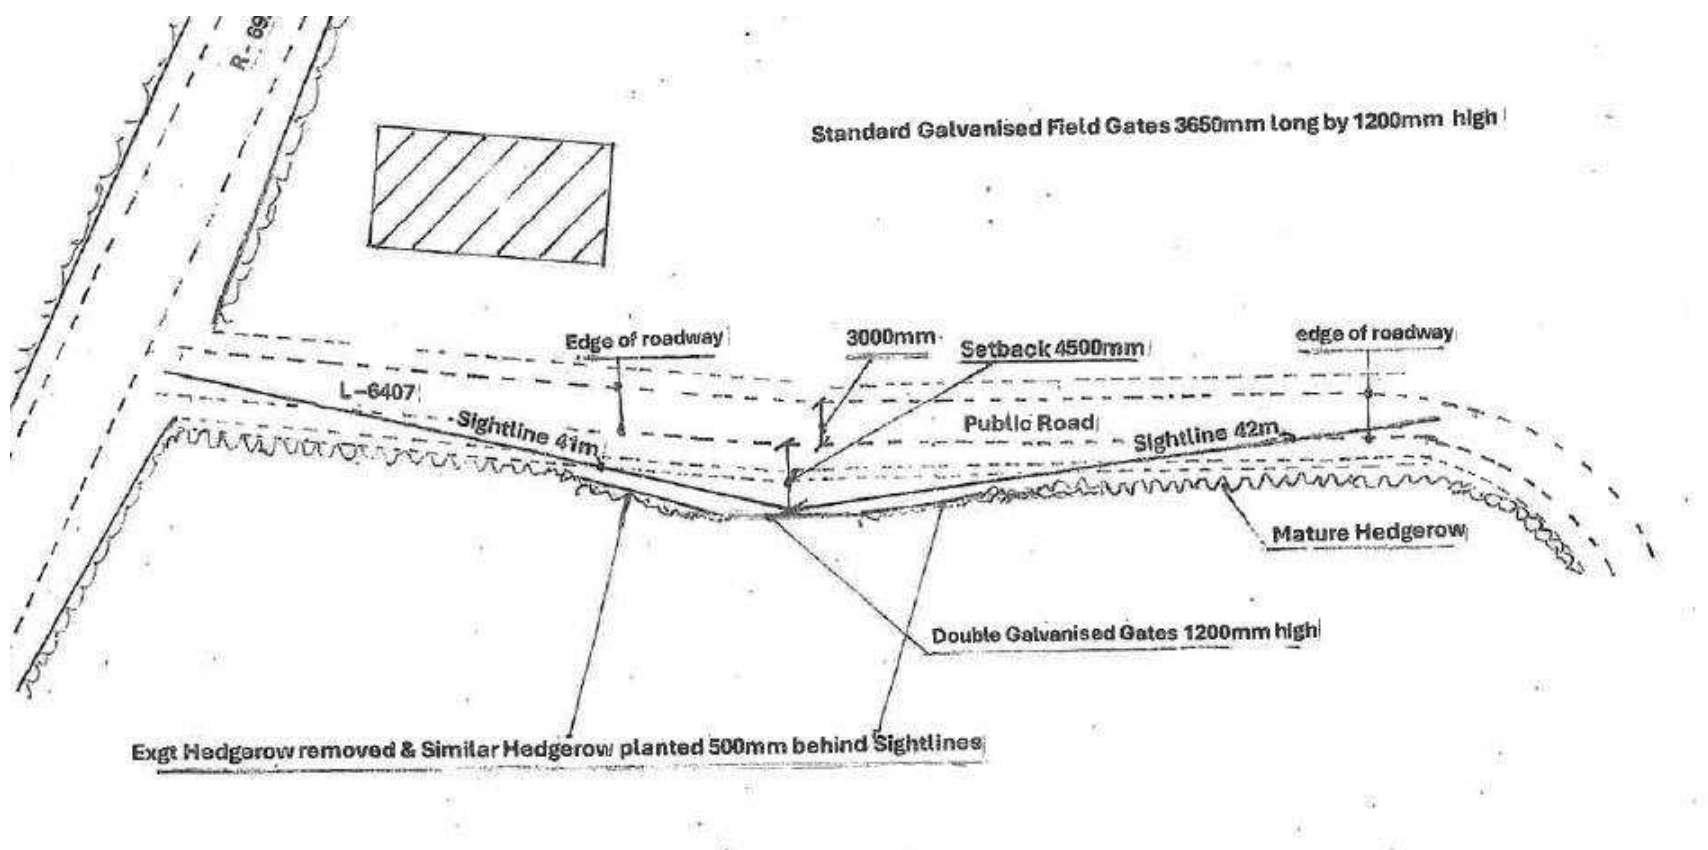 R-69
Standard Galvanised Field Gates 3650mm long by 1200mm high
Edge of roadway
3000mm
Setback 4500mm
edge of roadway
L-6407
Sightline 41m
Public Road
Sightline 42m
Mature Hedgerow
Double Galvanised Gates 1200mm high
Exgt Hedgerow removed & Similar Hedgerow planted 500mm behind Sightlines